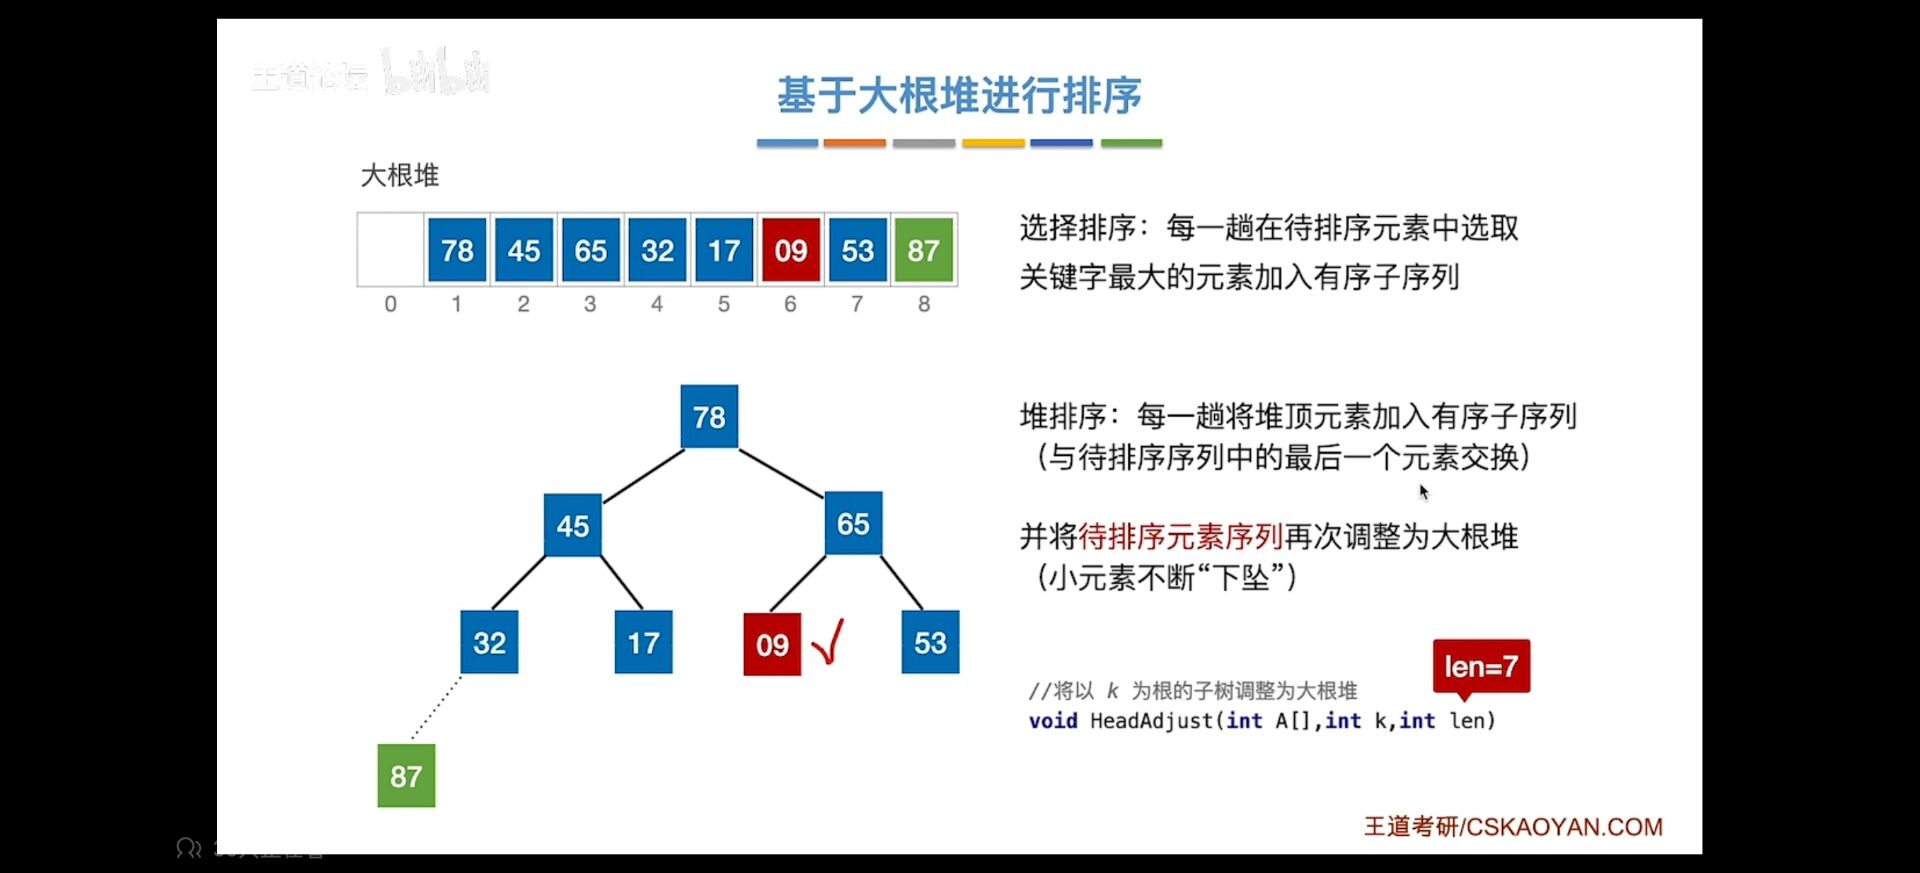 王道论坛 bilibili
基于大根堆进行排序
大根堆
78 45 65 32 17 09 53 87
0 1 2 3 4 5 6 7 8
选择排序：每一趟在待排序元素中选取
关键字最大的元素加入有序子序列
78
45 65
32 17 09 53
87
堆排序：每一趟将堆顶元素加入有序子序列
（与待排序序列中的最后一个元素交换）
并将待排序元素序列再次调整为大根堆
（小元素不断“下坠”）
len=7
//将以 k 为根的子树调整为大根堆
void HeadAdjust(int A[],int k,int len)
王道考研/CSKAOYAN.COM